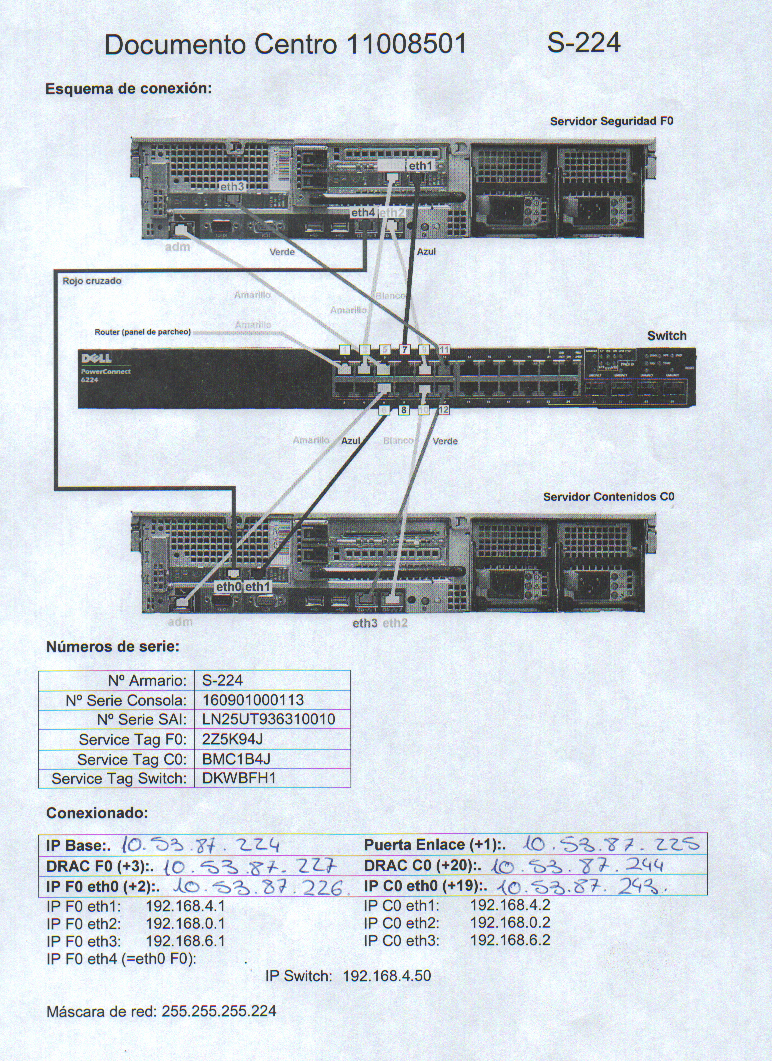 Documento Centro 11008501 S-224
Esquema de conexión:
Servidor Seguridad F0
eth1
eth3
eth4 eth2
adm
Verde
Azul
Rojo cruzado
Amarillo
Blanco
Amarillo
Router (panel de parcheo) Amarillo
Switch
7 11
DELL
PowerConnect
6224
8 10 12
Amarillo Azul Blanco Verde
Servidor Contenidos C0
eth0 eth1
adm
eth3 eth2
Números de serie:
Nº Armario: S-224
Nº Serie Consola: 160901000113
Nº Serie SAI: LN25UT936310010
Service Tag F0: 2Z5K94J
Service Tag C0: BMC1B4J
Service Tag Switch: DKWBFH1
Conexionado:
IP Base:. 10.53.87.224 Puerta Enlace (+1):. 10.53.87.225
DRAC F0 (+3):. 10.53.87.227 DRAC C0 (+20):. 10.53.87.244
IP F0 eth0 (+2):. 10.53.87.226. IP C0 eth0 (+19):. 10.53.87.243.
IP F0 eth1: 192.168.4.1 IP C0 eth1: 192.168.4.2
IP F0 eth2: 192.168.0.1 IP C0 eth2: 192.168.0.2
IP F0 eth3: 192.168.6.1 IP C0 eth3: 192.168.6.2
IP F0 eth4 (=eth0 F0): .
IP Switch: 192.168.4.50
Máscara de red: 255.255.255.224